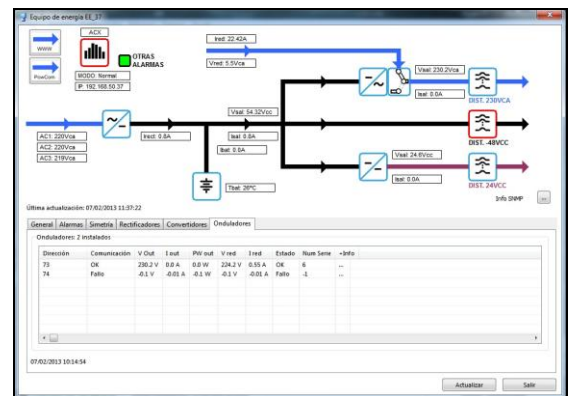 Equipo de energía EE_37
WWW
ACX
OTRAS
ALARMAS
PowCom
MODO: Normal
IP: 192.168.50.37
Ired: 22.42A
Vred: 5.5Vca
Vsal: 230.2Vca
Isal: 0.0A
DIST. 230VCA
Vsal: 54.32Vcc
AC1: 220Vca
AC2: 220Vca
AC3: 219Vca
Irect: 0.0A
Isal: 0.0A
Ibat: 0.0A
DIST. -48VCC
Vsal: 24.6Vcc
Isal: 0.0A
DIST. 24VCC
Tbat: 26ºC
Info SNMP ...
Última actualización: 07/02/2013 11:37:22
General Alarmas Simetría Rectificadores Convertidores Onduladores
Onduladores: 2 instalados
Dirección Comunicación V Out I out PW out V red I red Estado Num Serie +Info
73 OK 230.2 V 0.0 A 0.0 W 224.2 V 0.55 A OK 6 ...
74 Fallo -0.1 V -0.01 A -0.1 W -0.1 V -0.01 A Fallo -1 ...
07/02/2013 10:14:54
Actualizar Salir